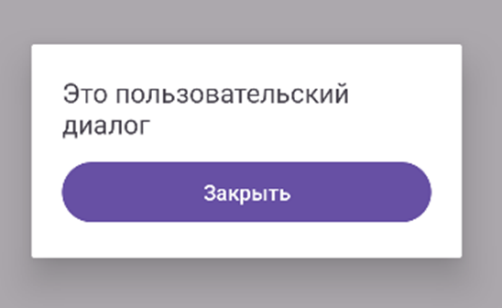 Это пользовательский
диалог
Закрыть